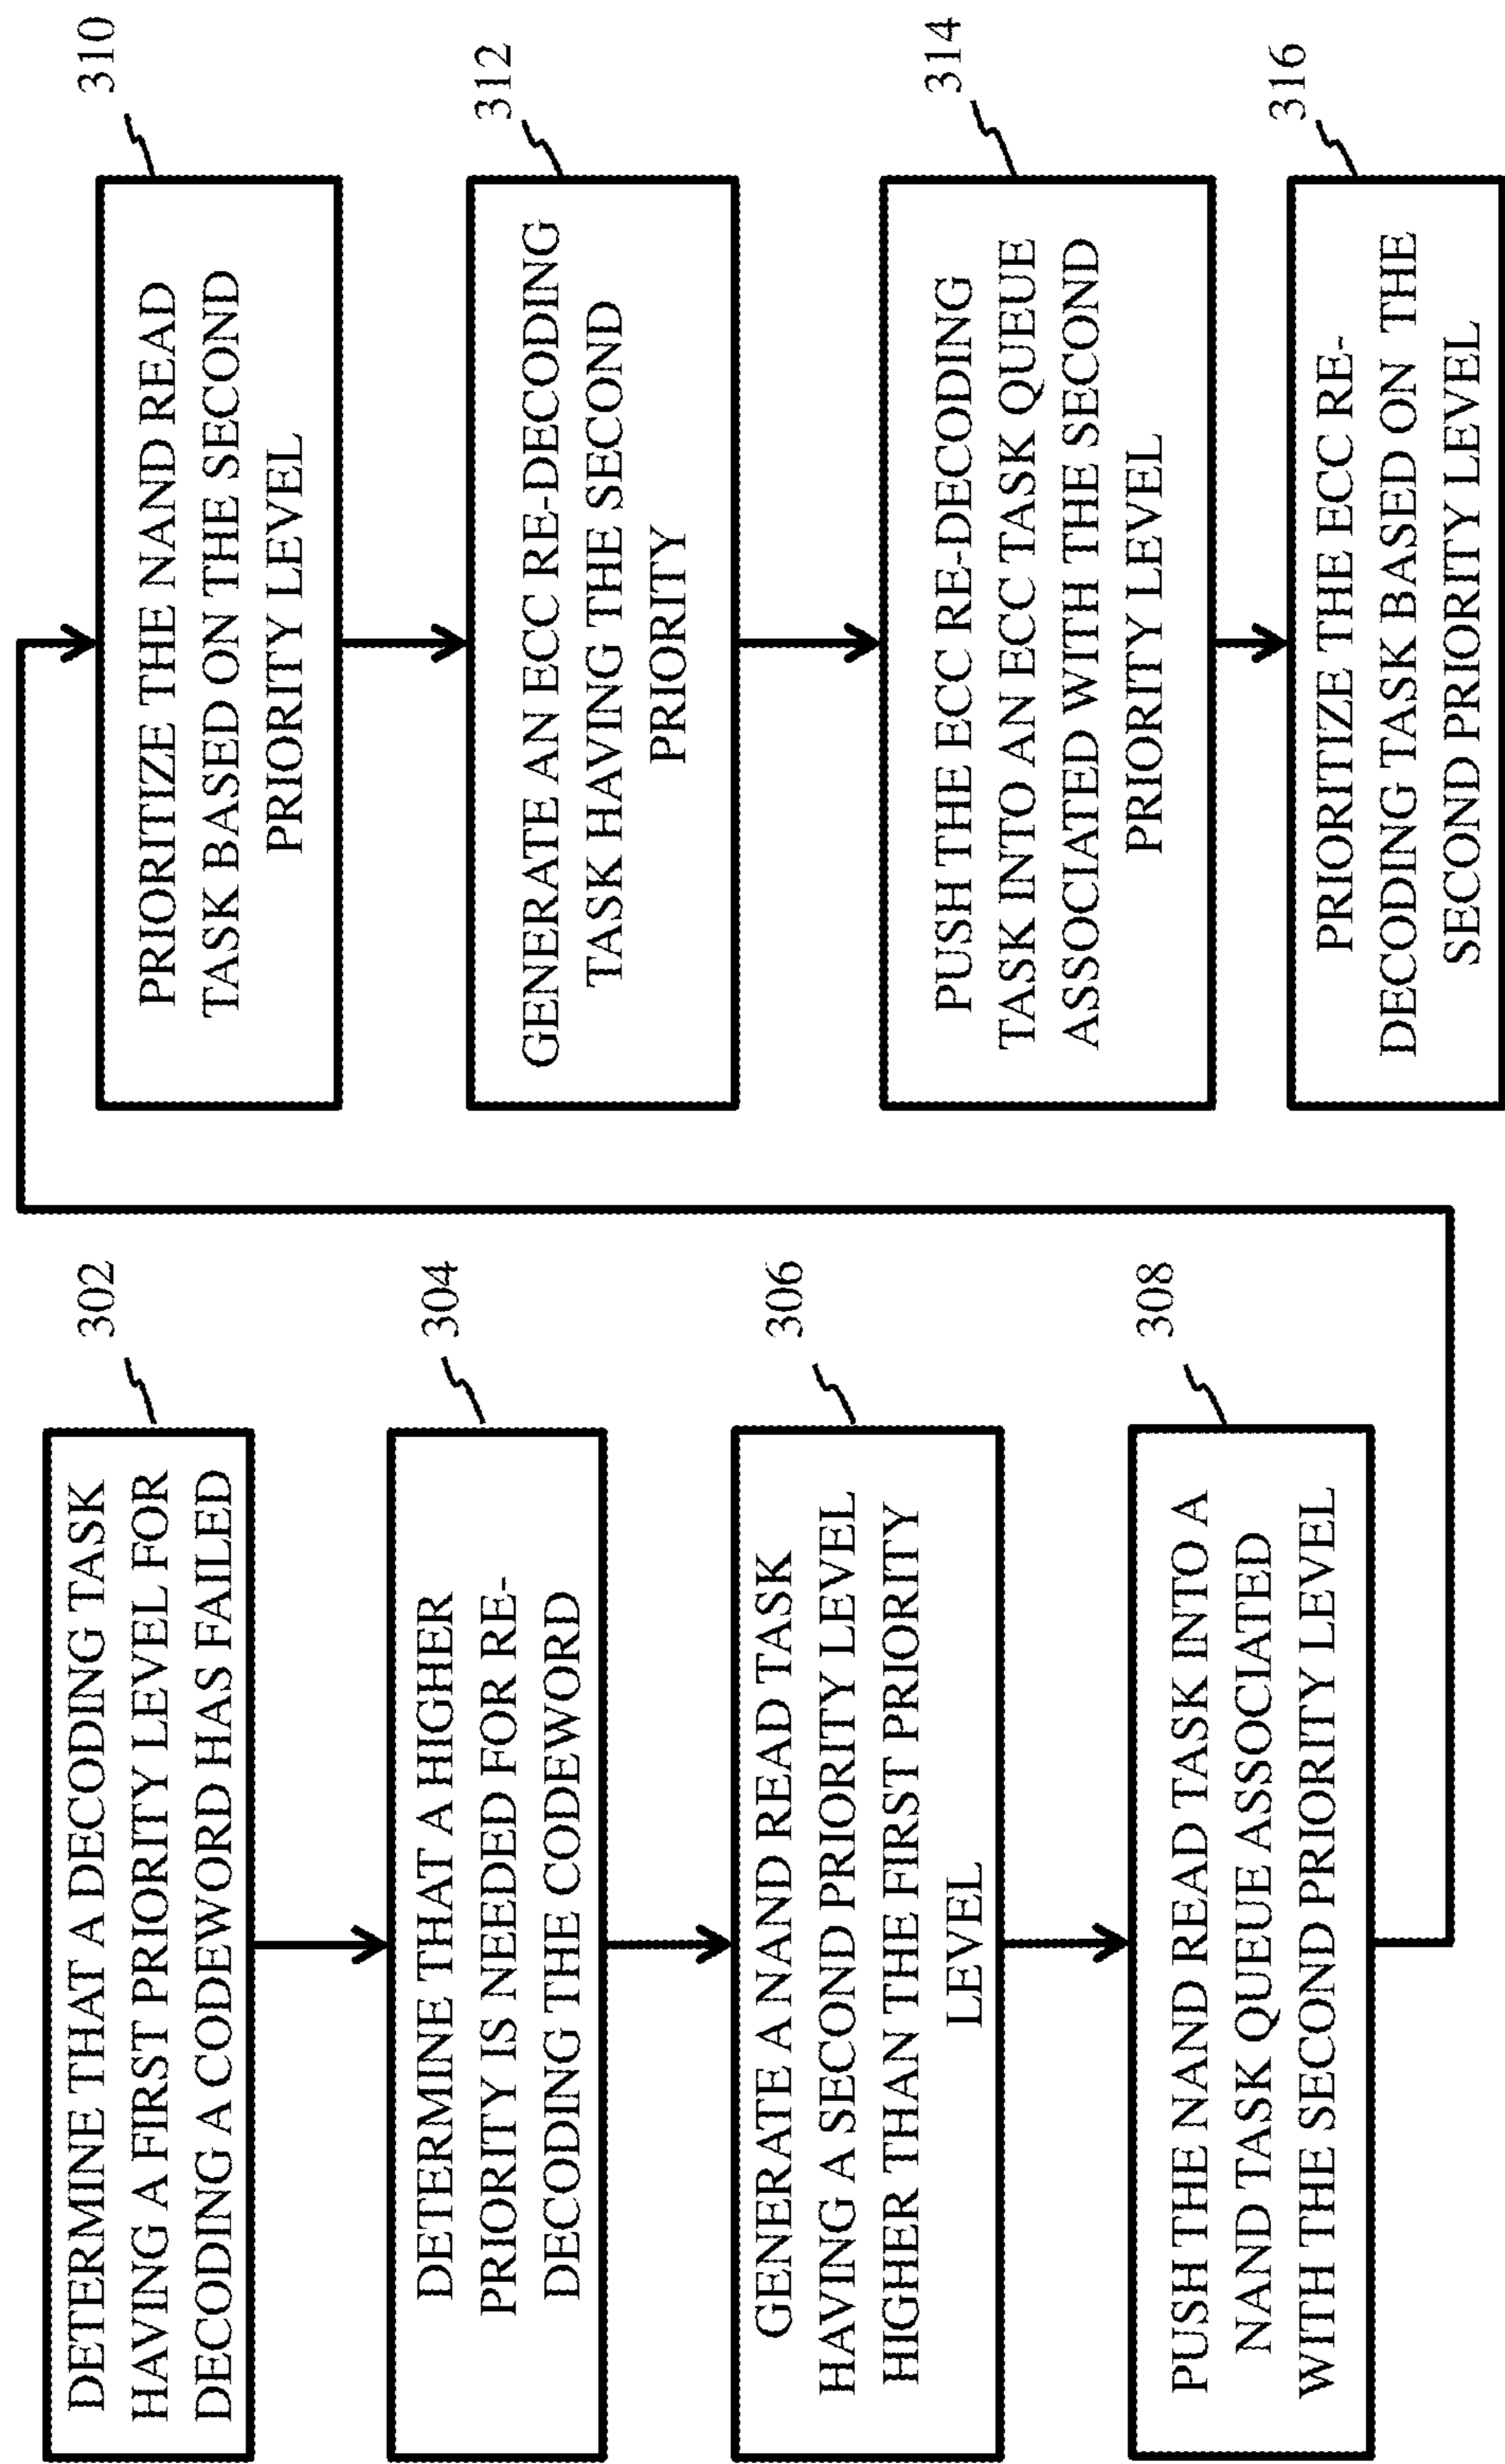 302
DETERMINE THAT A DECODING TASK
HAVING A FIRST PRIORITY LEVEL FOR
DECODING A CODEWORD HAS FAILED
304
DETERMINE THAT A HIGHER
PRIORITY IS NEEDED FOR RE-
DECODING THE CODEWORD
306
GENERATE A NAND READ TASK
HAVING A SECOND PRIORITY LEVEL
HIGHER THAN THE FIRST PRIORITY
LEVEL
308
PUSH THE NAND READ TASK INTO A
NAND TASK QUEUE ASSOCIATED
WITH THE SECOND PRIORITY LEVEL
310
PRIORITIZE THE NAND READ
TASK BASED ON THE SECOND
PRIORITY LEVEL
312
GENERATE AN ECC RE-DECODING
TASK HAVING THE SECOND
PRIORITY
314
PUSH THE ECC RE-DECODING
TASK INTO AN ECC TASK QUEUE
ASSOCIATED WITH THE SECOND
PRIORITY LEVEL
316
PRIORITIZE THE ECC RE-
DECODING TASK BASED ON THE
SECOND PRIORITY LEVEL